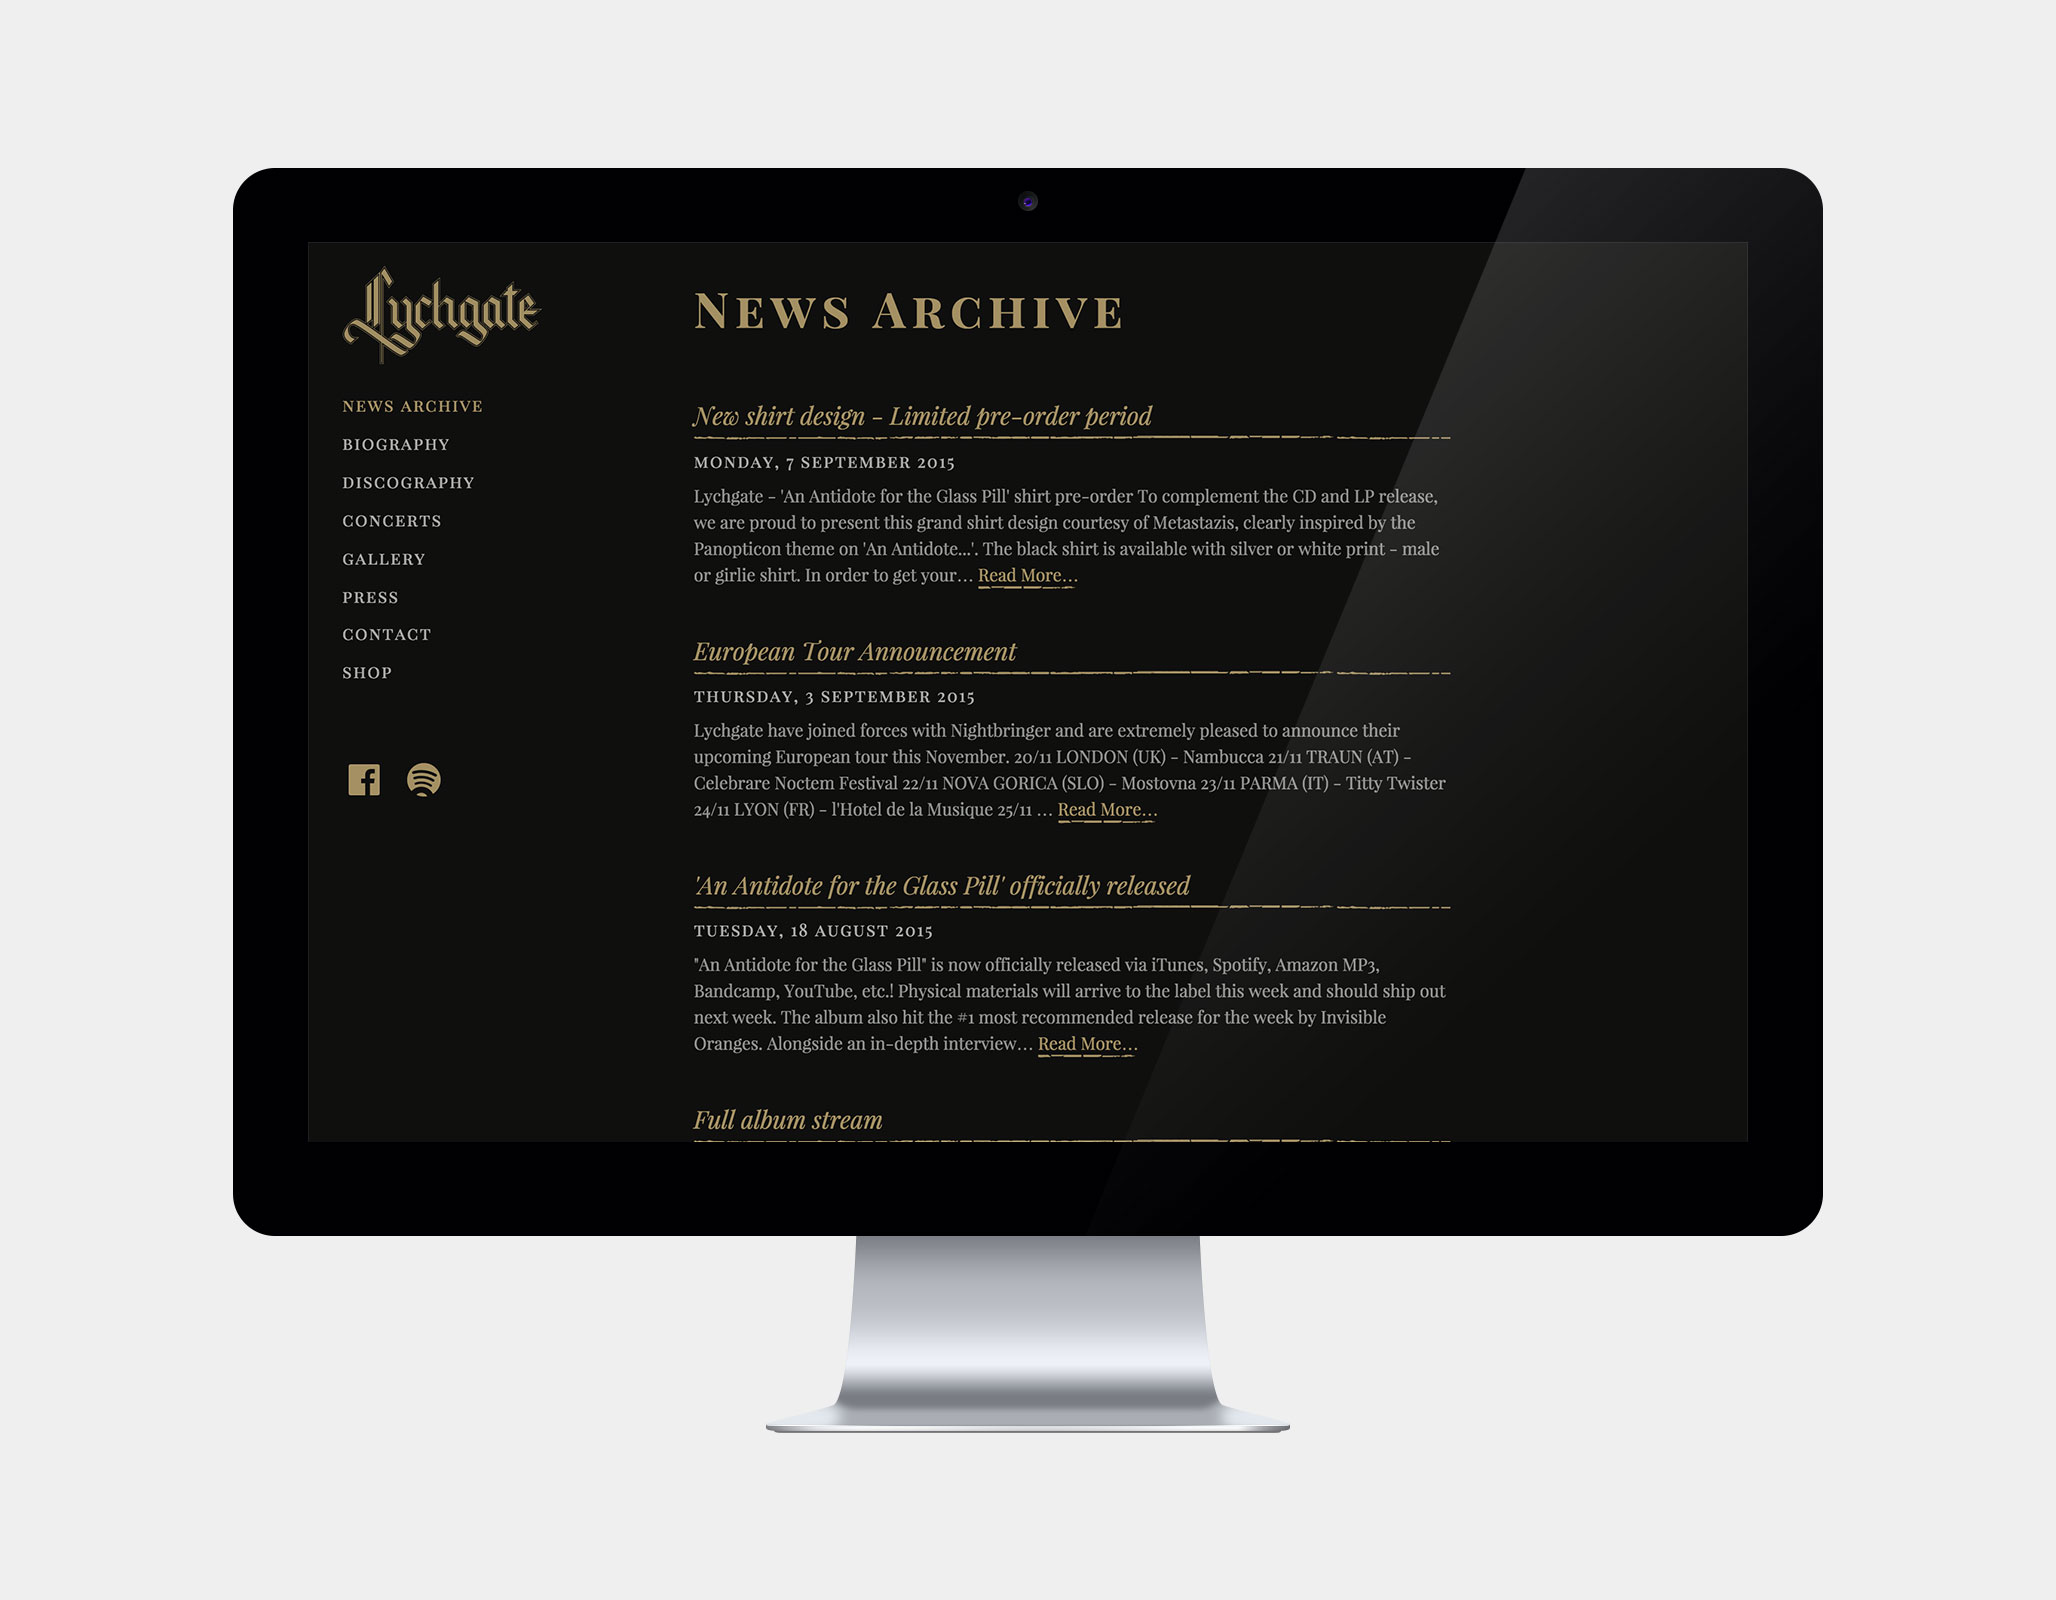 Lychgate
NEWS ARCHIVE
BIOGRAPHY
DISCOGRAPHY
CONCERTS
GALLERY
PRESS
CONTACT
SHOP
News Archive
New shirt design - Limited pre-order period
MONDAY, 7 SEPTEMBER 2015
Lychgate - 'An Antidote for the Glass Pill' shirt pre-order To complement the CD and LP release,
we are proud to present this grand shirt design courtesy of Metastazis, clearly inspired by the
Panopticon theme on 'An Antidote...'. The black shirt is available with silver or white print - male
or girlie shirt. In order to get your… Read More…
European Tour Announcement
THURSDAY, 3 SEPTEMBER 2015
Lychgate have joined forces with Nightbringer and are extremely pleased to announce their
upcoming European tour this November. 20/11 LONDON (UK) - Nambucca 21/11 TRAUN (AT) -
Celebrare Noctem Festival 22/11 NOVA GORICA (SLO) - Mostovna 23/11 PARMA (IT) - Titty Twister
24/11 LYON (FR) - l'Hotel de la Musique 25/11 … Read More…
'An Antidote for the Glass Pill' officially released
TUESDAY, 18 AUGUST 2015
"An Antidote for the Glass Pill" is now officially released via iTunes, Spotify, Amazon MP3,
Bandcamp, YouTube, etc.! Physical materials will arrive to the label this week and should ship out
next week. The album also hit the #1 most recommended release for the week by Invisible
Oranges. Alongside an in-depth interview… Read More…
Full album stream